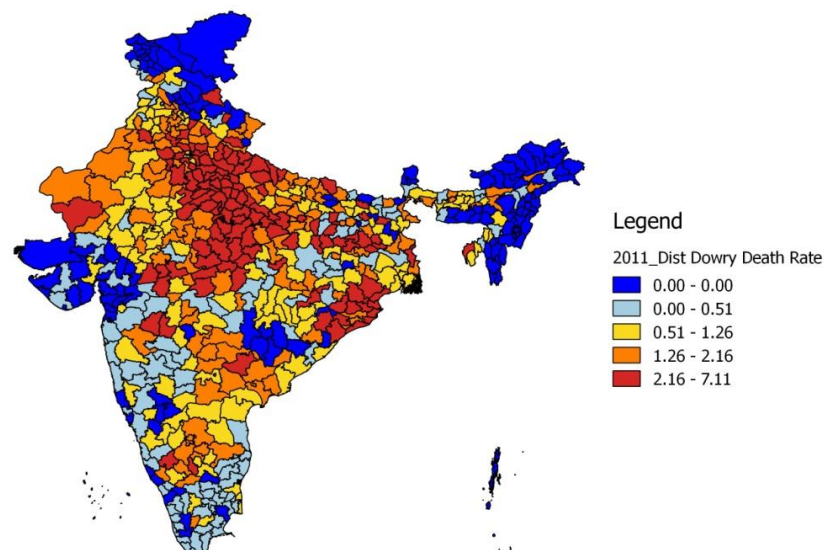 Legend
2011_Dist Dowry Death Rate
0.00 - 0.00
0.00 - 0.51
0.51 - 1.26
1.26 - 2.16
2.16 - 7.11